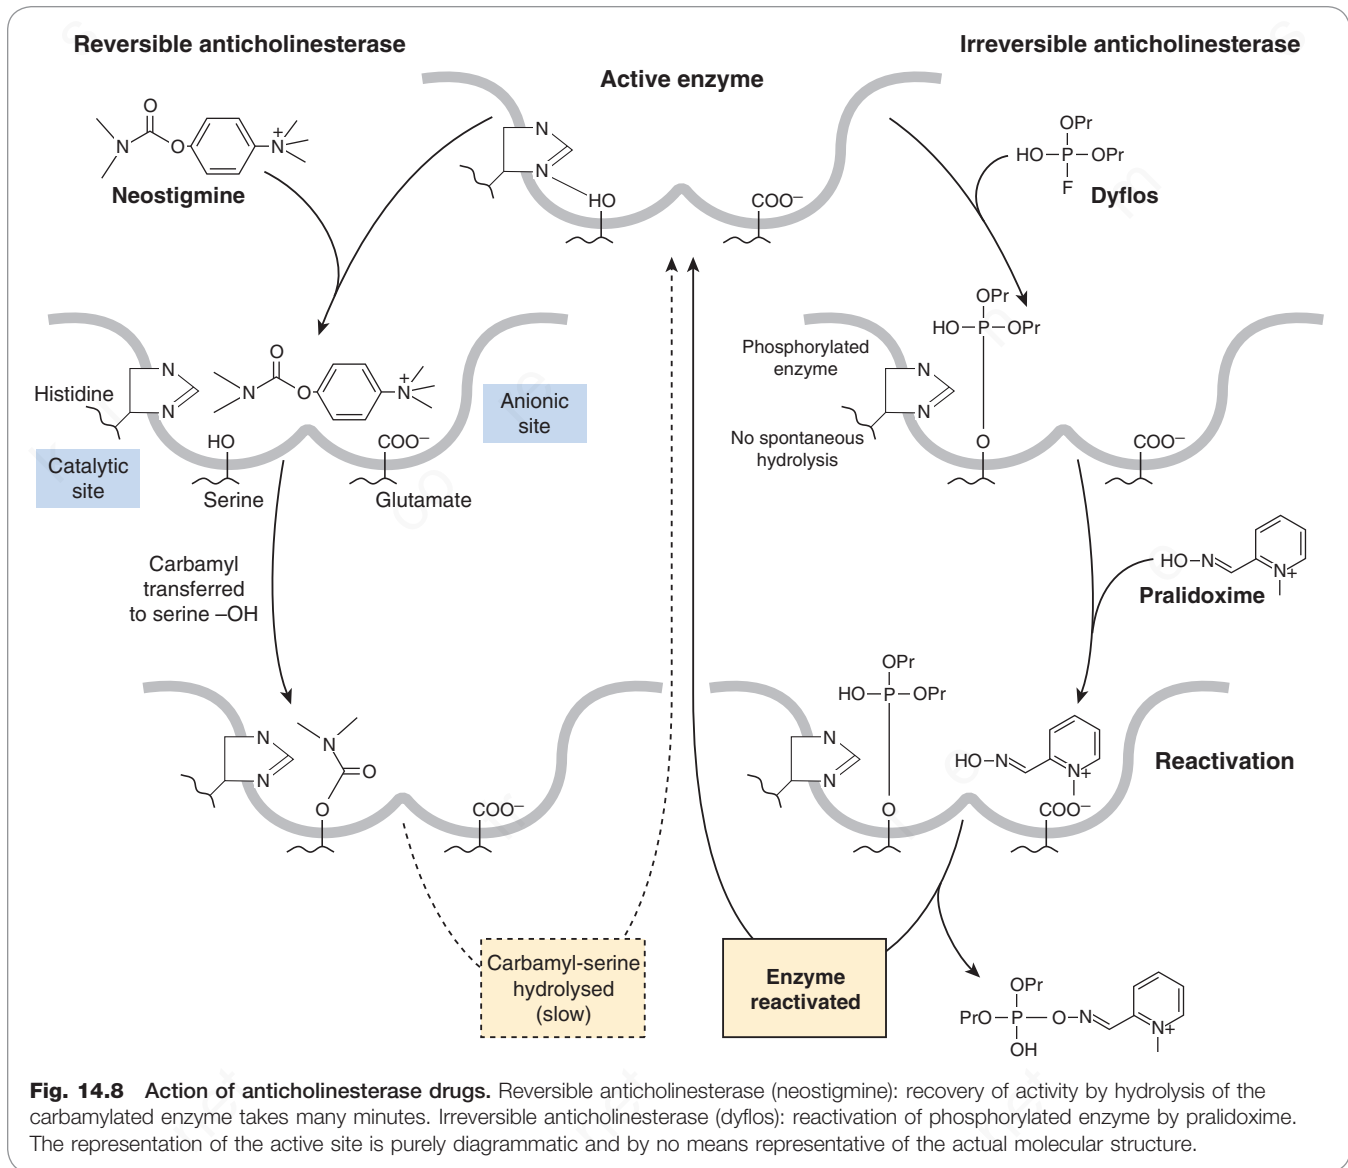 Reversible anticholinesterase
Irreversible anticholinesterase
Active enzyme
O
N
O
N
+
Neostigmine
N
N
HO
COO–
OPr
HO–P–OPr
F
Dyflos
Histidine
N
N
O
N
O
N
+
HO
COO–
Anionic
site
Catalytic
site
Serine
Glutamate
OPr
HO–P–OPr
Phosphorylated
enzyme
N
N
No spontaneous
hydrolysis
O
COO–
Carbamyl
transferred
to serine –OH
HO–N
N+
Pralidoxime
N
N
N
O
O
COO–
OPr
HO–P–OPr
N
N
O
HO–N
N+
COO–
Reactivation
Carbamyl-serine
hydrolysed
(slow)
Enzyme
reactivated
OPr
PrO–P–O–N
OH
N+
Fig. 14.8 Action of anticholinesterase drugs. Reversible anticholinesterase (neostigmine): recovery of activity by hydrolysis of the
carbamylated enzyme takes many minutes. Irreversible anticholinesterase (dyflos): reactivation of phosphorylated enzyme by pralidoxime.
The representation of the active site is purely diagrammatic and by no means representative of the actual molecular structure.